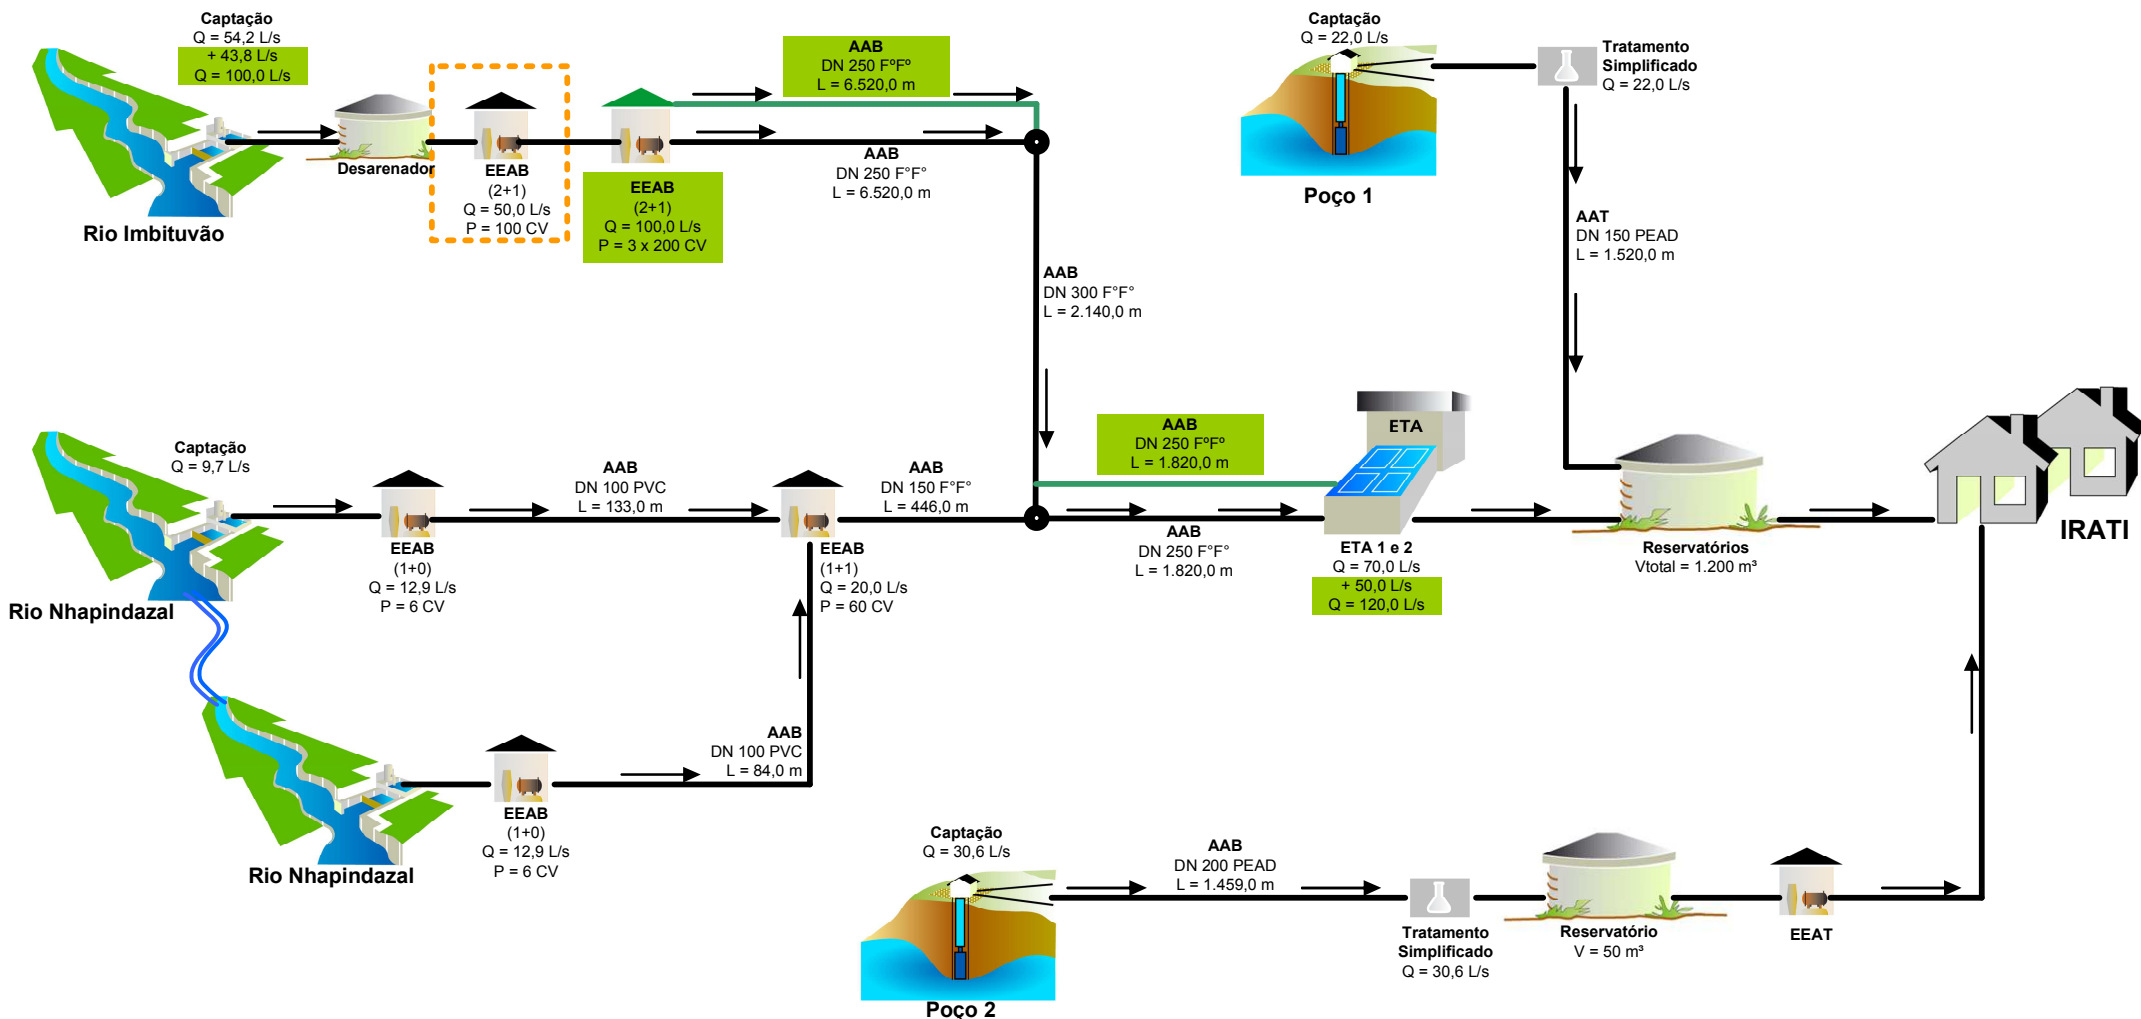 Captação
Q = 54,2 L/s
+ 43,8 L/s
Q = 100,0 L/s
Desarenador
Rio Imbituvão
EEAB
(2+1)
Q = 50,0 L/s
P = 100 CV
EEAB
(2+1)
Q = 100,0 L/s
P = 3 x 200 CV
AAB
DN 250 FºFº
L = 6.520,0 m
AAB
DN 250 F°F°
L = 6.520,0 m
AAB
DN 300 F°F°
L = 2.140,0 m
Captação
Q = 22,0 L/s
Poço 1
Tratamento
Simplificado
Q = 22,0 L/s
AAT
DN 150 PEAD
L = 1.520,0 m
Captação
Q = 9,7 L/s
Rio Nhapindazal
EEAB
(1+0)
Q = 12,9 L/s
P = 6 CV
AAB
DN 100 PVC
L = 133,0 m
EEAB
(1+1)
Q = 20,0 L/s
P = 60 CV
AAB
DN 150 F°F°
L = 446,0 m
AAB
DN 250 FºFº
L = 1.820,0 m
AAB
DN 250 F°F°
L = 1.820,0 m
ETA
ETA 1 e 2
Q = 70,0 L/s
+ 50,0 L/s
Q = 120,0 L/s
Reservatórios
Vtotal = 1.200 m³
IRATI
Rio Nhapindazal
EEAB
(1+0)
Q = 12,9 L/s
P = 6 CV
AAB
DN 100 PVC
L = 84,0 m
Captação
Q = 30,6 L/s
Poço 2
AAB
DN 200 PEAD
L = 1.459,0 m
Tratamento
Simplificado
Q = 30,6 L/s
Reservatório
V = 50 m³
EEAT